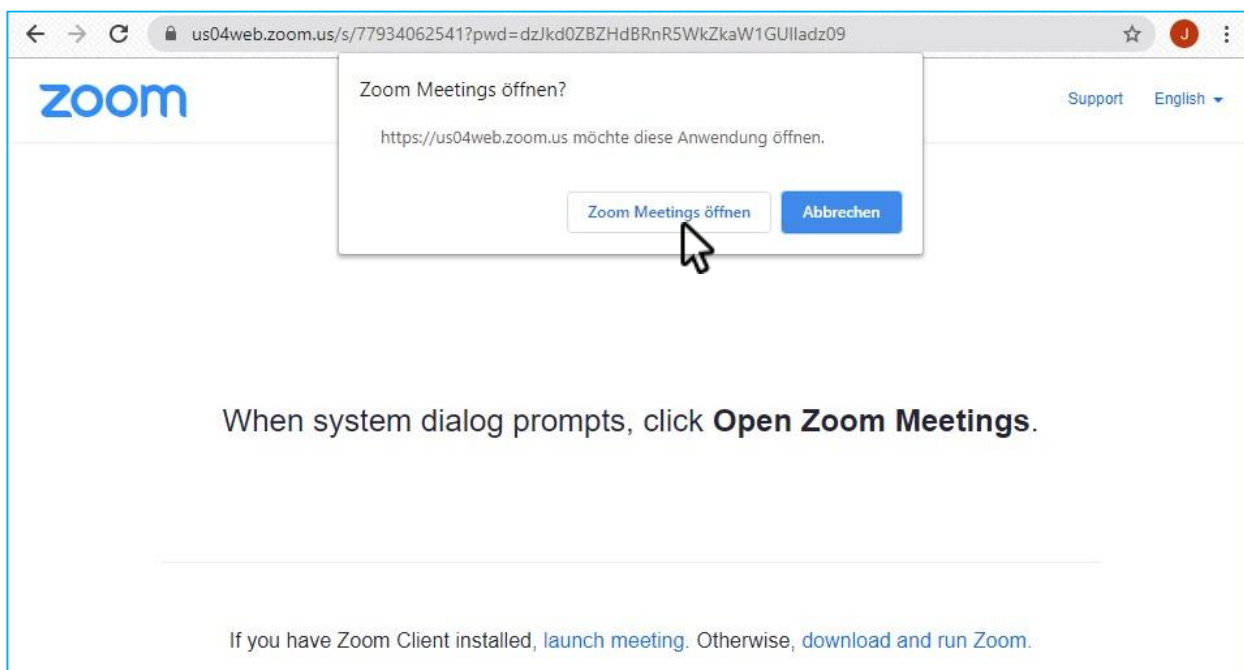 us04web.zoom.us/s/77934062541?pwd=dzJkd0ZBZHdBRnR5WkZkaW1GUlladz09
J
zoom
Support English
Zoom Meetings öffnen?
https://us04web.zoom.us möchte diese Anwendung öffnen.
Zoom Meetings öffnen Abbrechen
When system dialog prompts, click Open Zoom Meetings.
If you have Zoom Client installed, launch meeting. Otherwise, download and run Zoom.